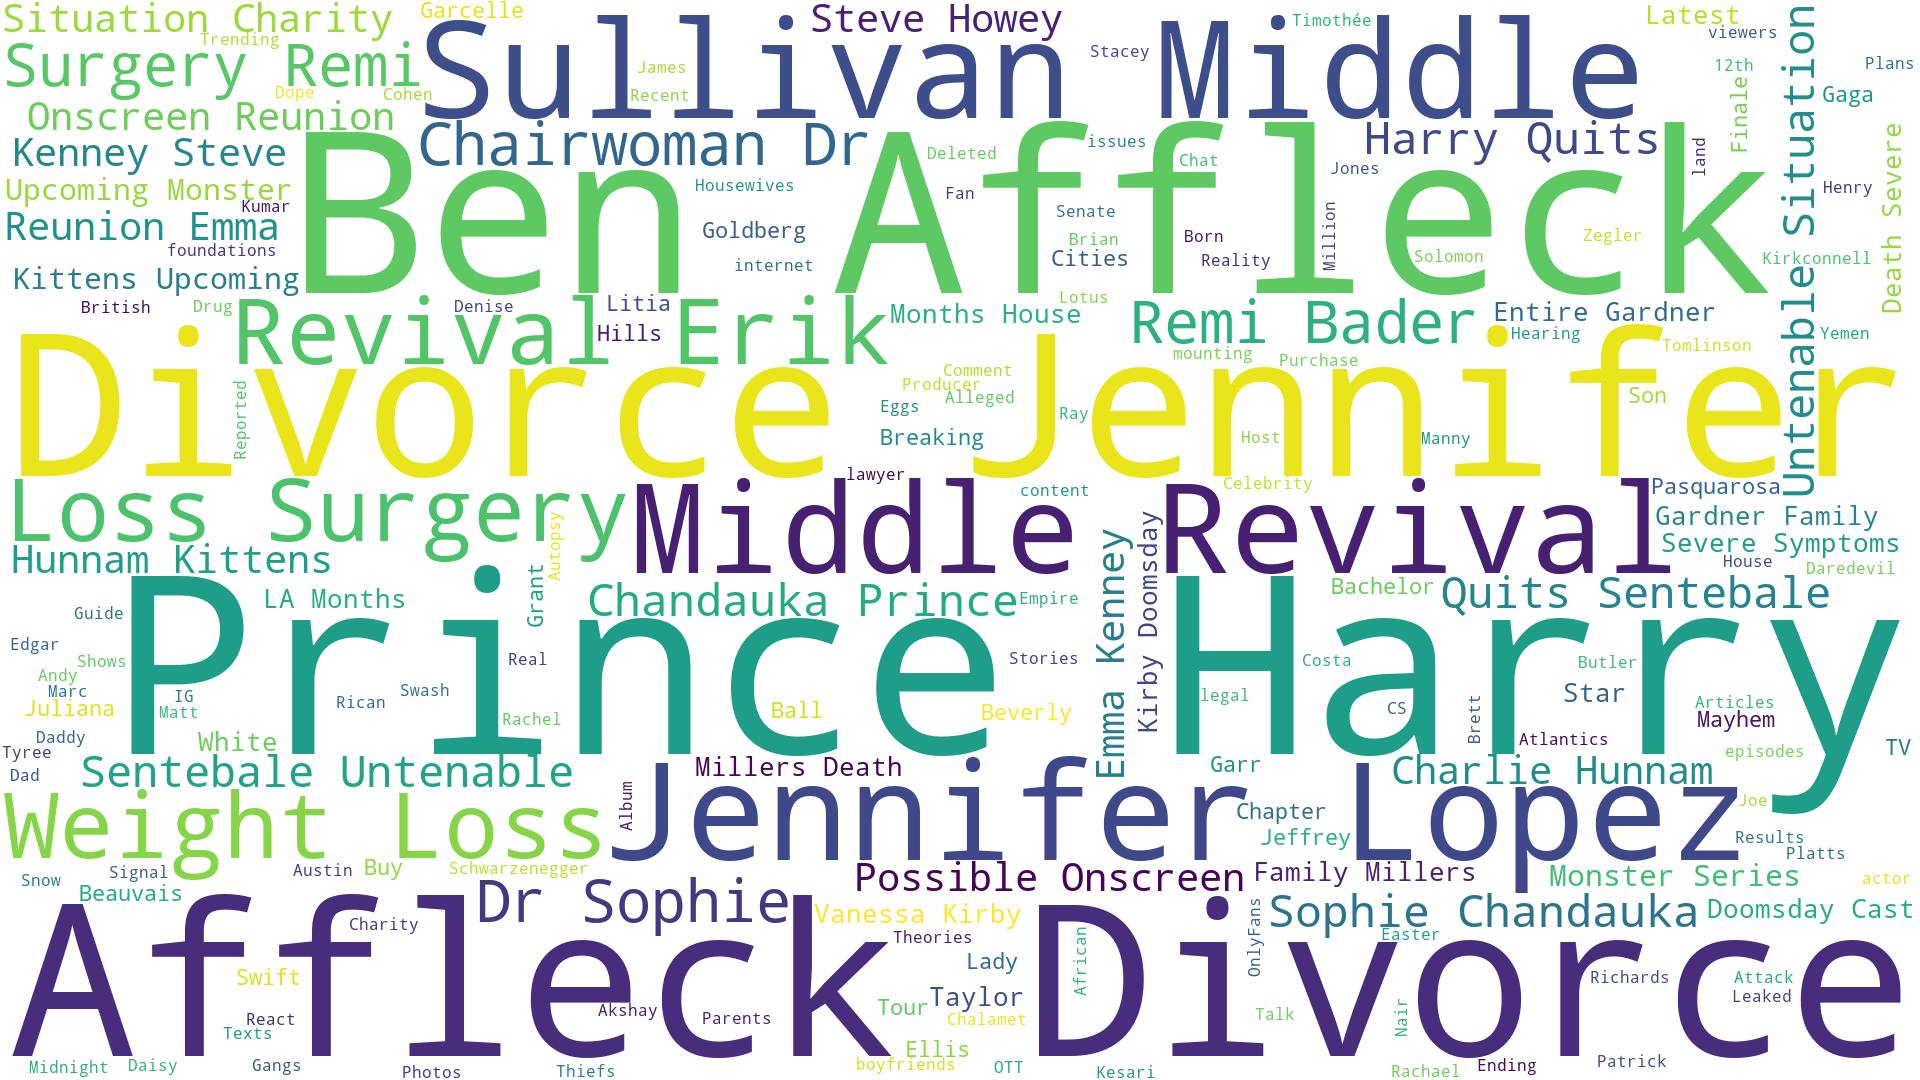 Situation Charity
Garcelle
Steve Howey
Timothée
Latest
viewers
Trending
Sullivan Middle
Stacey
12th
Plans
Surgery Remi
James
Dope
Cohen
Recent
Gaga
Finale
Untenable Situation
Onscreen Reunion
Chairwoman Dr
Harry Quits
Kenney Steve
Ben Affleck
Deleted
issues
Chat
land
Death Severe
Upcoming Monster
Housewives
Fan
Jones
Henry
Kumar
Reunion Emma
Senate
Million
foundations
Goldberg
Brian
Born
Zegler
Kittens Upcoming
internet
Cities
Reality
Solomon
Kirkconnell
British
Drug
Denise
Litia
Lotus
Revival Erik
Hills
Months House
Remi Bader
Entire Gardner
Hearing
Yemen
Divorce Jennifer
mounting
Purchase
Tomlinson
Comment
Producer
Alleged
Reported
Eggs
Ray
Son
Breaking
Host
Manny
Loss Surgery
lawyer
content
Celebrity
Middle Revival
Pasquarosa
Gardner Family
Severe Symptoms
Autopsy
Hunnam Kittens
House
Daredevil
Grant
Emma Kenney
Kirby Doomsday
Prince Harry
LA Months
Chandauka Prince
Empire
Bachelor
Quits Sentebale
Guide
Edgar
Shows
Real
Stories
Costa
Butler
Andy
Marc
IG
Swash
legal
Star
Juliana
Matt
Rican
Rachel
Ball
Beverly
CS
Brett
Articles
Mayhem
Daddy
White
Atlantics
Tyree
episodes
TV
Dad
Sentebale Untenable
Millers Death
Garr
Charlie Hunnam
Weight Loss
Album
Jennifer Lopez
Chapter
Joe
Jeffrey
Results
Platts
Snow
Signal
Austin
Buy
Schwarzenegger
Possible Onscreen
Family Millers
Monster Series
actor
Beauvais
Dr Sophie
Vanessa Kirby
Sophie Chandauka
Doomsday Cast
Affleck Divorce
Charity
Theories
African
OnlyFans
Easter
Swift
Lady
Richards
Attack
Leaked
Taylor
Akshay
Parents
Tour
Chalamet
Talk
Nair
React
Texts
Ellis
Midnight
Daisy
Gangs
Photos
Thiefs
boyfriends
OTT
Kesari
Rachael
Ending
Patrick